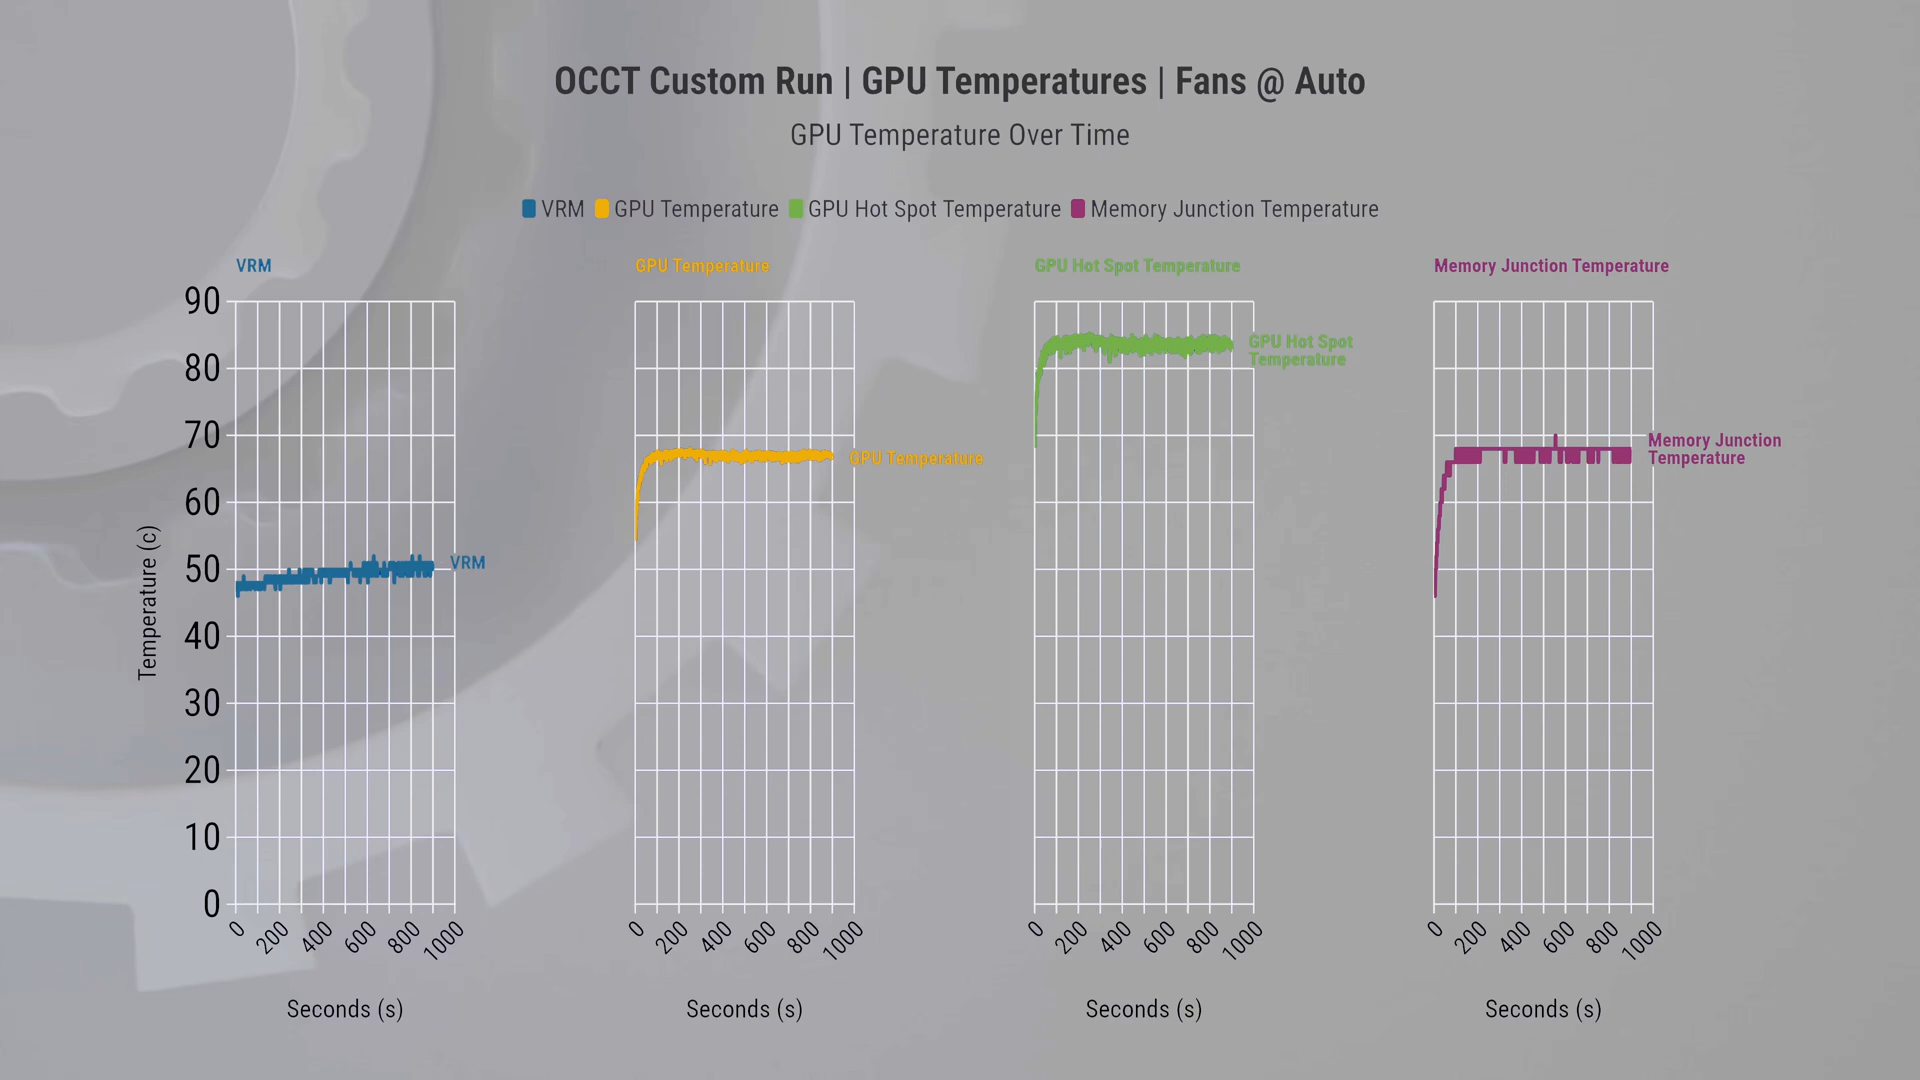 OCCT Custom Run | GPU Temperatures | Fans @ Auto
GPU Temperature Over Time
VRM GPU Temperature GPU Hot Spot Temperature Memory Junction Temperature
VRM
GPU Temperature
GPU Hot Spot Temperature
Memory Junction Temperature
90
80
70
60
50
40
30
20
10
0
Temperature (c)
VRM
GPU Temperature
GPU Hot Spot
Temperature
Memory Junction
Temperature
0 200 400 600 800 1000
0 200 400 600 800 1000
0 200 400 600 800 1000
0 200 400 600 800 1000
Seconds (s)
Seconds (s)
Seconds (s)
Seconds (s)